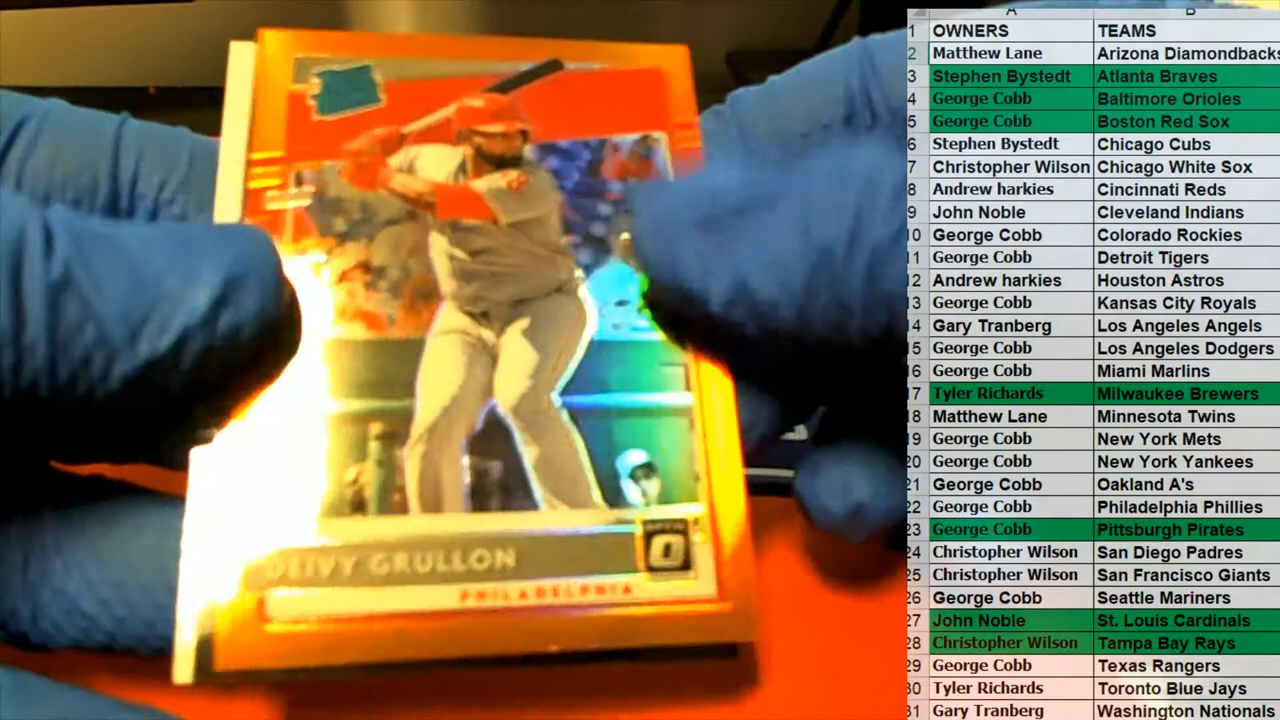 A B
1 OWNERS TEAMS
2 Matthew Lane Arizona Diamondbacks
3 Stephen Bystedt Atlanta Braves
4 George Cobb Baltimore Orioles
5 George Cobb Boston Red Sox
6 Stephen Bystedt Chicago Cubs
7 Christopher Wilson Chicago White Sox
8 Andrew harkies Cincinnati Reds
9 John Noble Cleveland Indians
10 George Cobb Colorado Rockies
11 George Cobb Detroit Tigers
12 Andrew harkies Houston Astros
13 George Cobb Kansas City Royals
14 Gary Tranberg Los Angeles Angels
15 George Cobb Los Angeles Dodgers
16 George Cobb Miami Marlins
17 Tyler Richards Milwaukee Brewers
18 Matthew Lane Minnesota Twins
19 George Cobb New York Mets
20 George Cobb New York Yankees
21 George Cobb Oakland A's
22 George Cobb Philadelphia Phillies
23 George Cobb Pittsburgh Pirates
24 Christopher Wilson San Diego Padres
25 Christopher Wilson San Francisco Giants
26 George Cobb Seattle Mariners
27 John Noble St. Louis Cardinals
28 Christopher Wilson Tampa Bay Rays
29 George Cobb Texas Rangers
30 Tyler Richards Toronto Blue Jays
31 Gary Tranberg Washington Nationals
DEIVY GRULLON
PHILADELPHIA